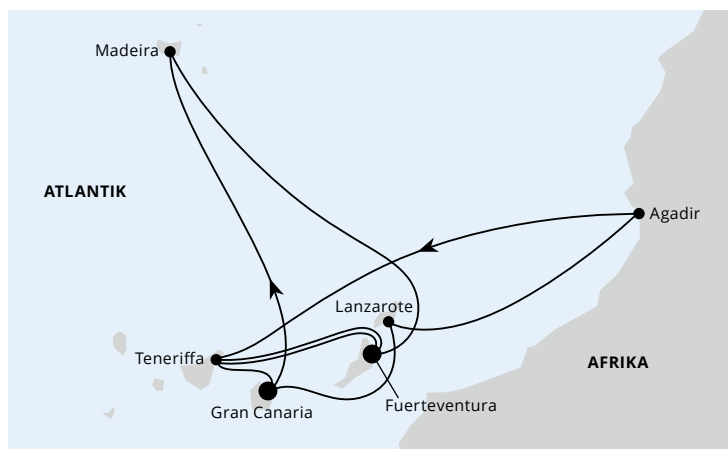 Madeira
ATLANTIK
Agadir
Lanzarote
Teneriffa
AFRIKA
Fuerteventura
Gran Canaria